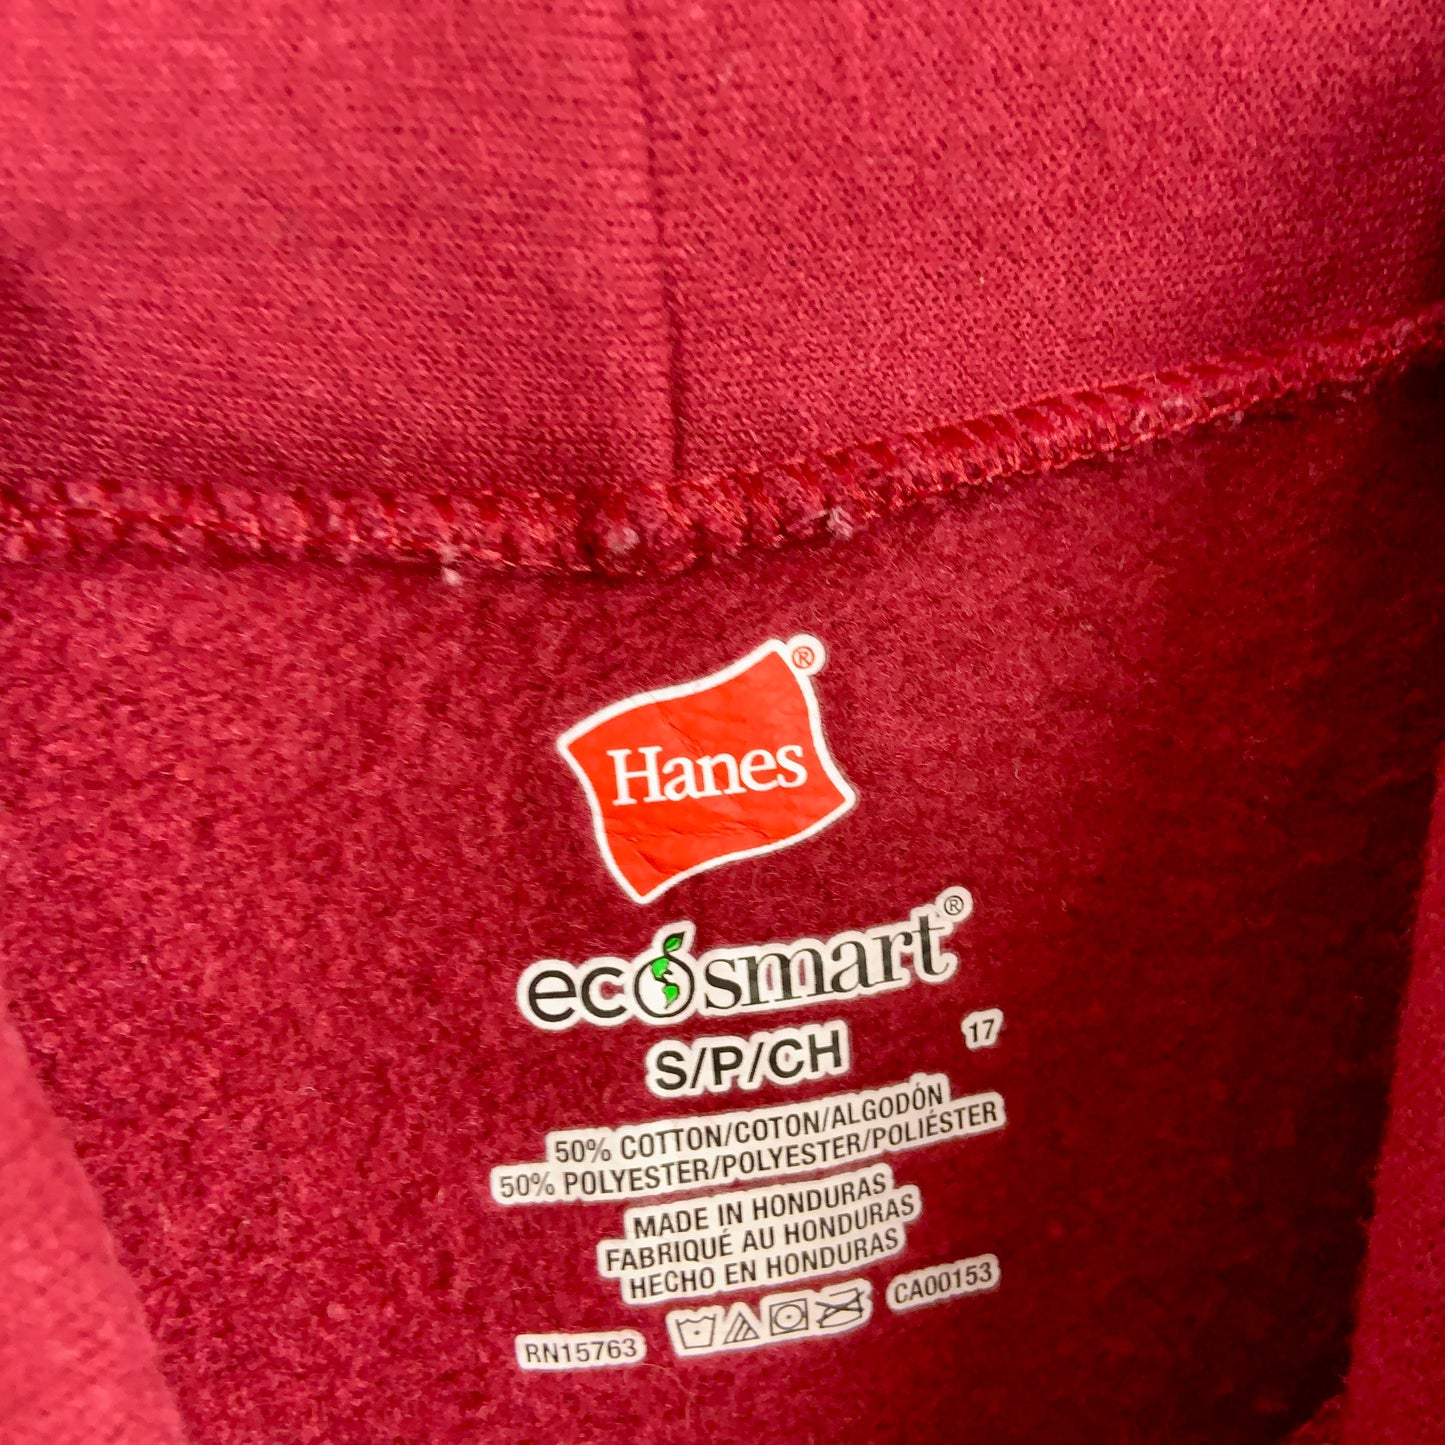 Hanes®
ecosmart®
S/P/CH 17
50% COTTON/COTON/ALGODÓN
50% POLYESTER/POLYESTER/POLIÉSTER
MADE IN HONDURAS
FABRIQUÉ AU HONDURAS
HECHO EN HONDURAS
RN15763 CA00153